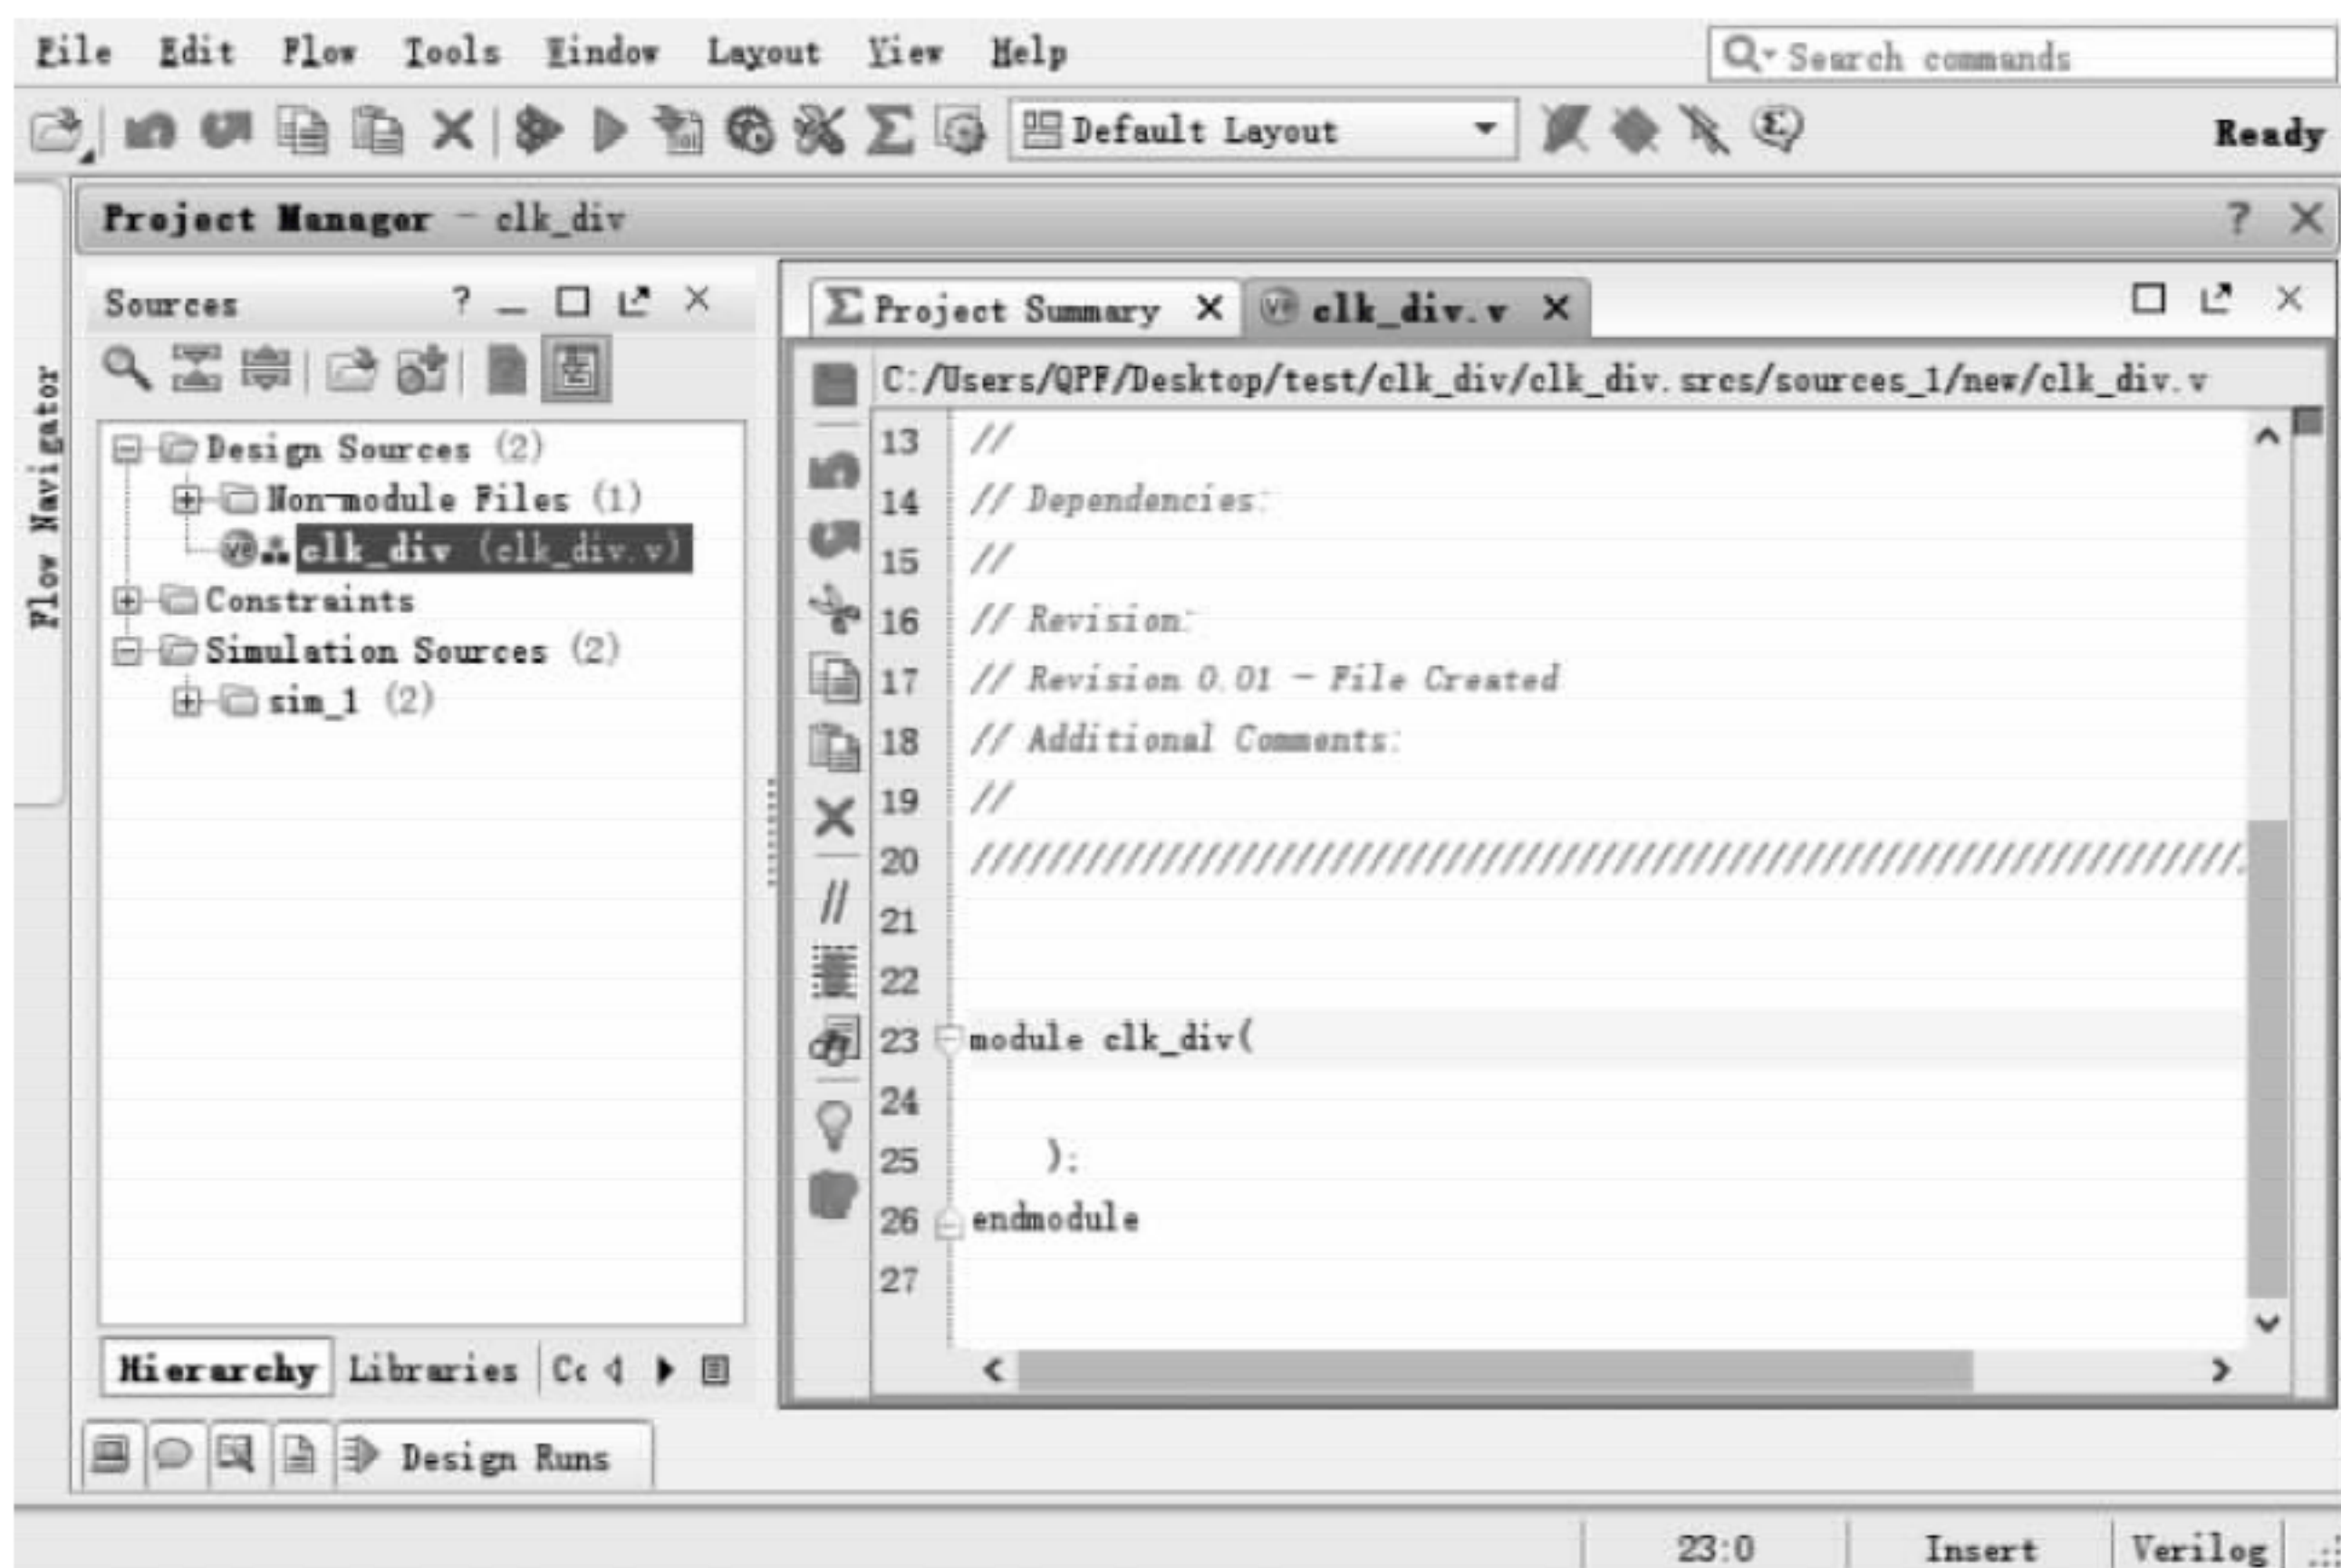 File Edit Flow Tools Window Layout View Help
Search commands
Default Layout
Ready
Project Manager - clk_div
Flow Navigator
Sources
Design Sources (2)
Non-module Files (1)
clk_div (clk_div.v)
Constraints
Simulation Sources (2)
sim_1 (2)
Hierarchy Libraries
Project Summary
clk_div.v
C:/Users/QPF/Desktop/test/clk_div/clk_div.srcs/sources_1/new/clk_div.v
13 //
14 // Dependencies:
15 //
16 // Revision:
17 // Revision 0.01 - File Created
18 // Additional Comments:
19 //
20 //////////////////////////////////////////////////////////////////
21
22
23 module clk_div(
24
25 );
26 endmodule
27
Design Runs
23:0 Insert Verilog